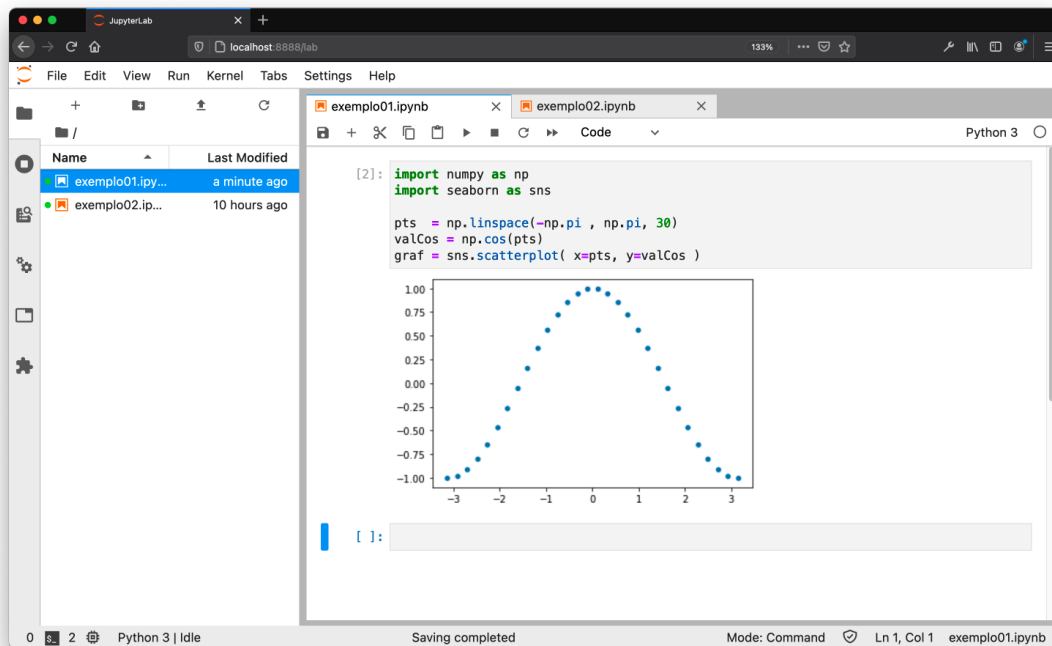 JupyterLab
localhost:8888/lab
133%
File Edit View Run Kernel Tabs Settings Help
exemplo01.ipynb
exemplo02.ipynb
/
Code
Python 3
Name Last Modified
exemplo01.ipy... a minute ago
exemplo02.ip... 10 hours ago
[2]: import numpy as np
import seaborn as sns
pts = np.linspace(-np.pi , np.pi, 30)
valCos = np.cos(pts)
graf = sns.scatterplot( x=pts, y=valCos )
1.00
0.75
0.50
0.25
0.00
−0.25
−0.50
−0.75
−1.00
−3 −2 −1 0 1 2 3
[ ]:
0 $_ 2 Python 3 | Idle Saving completed Mode: Command Ln 1, Col 1 exemplo01.ipynb